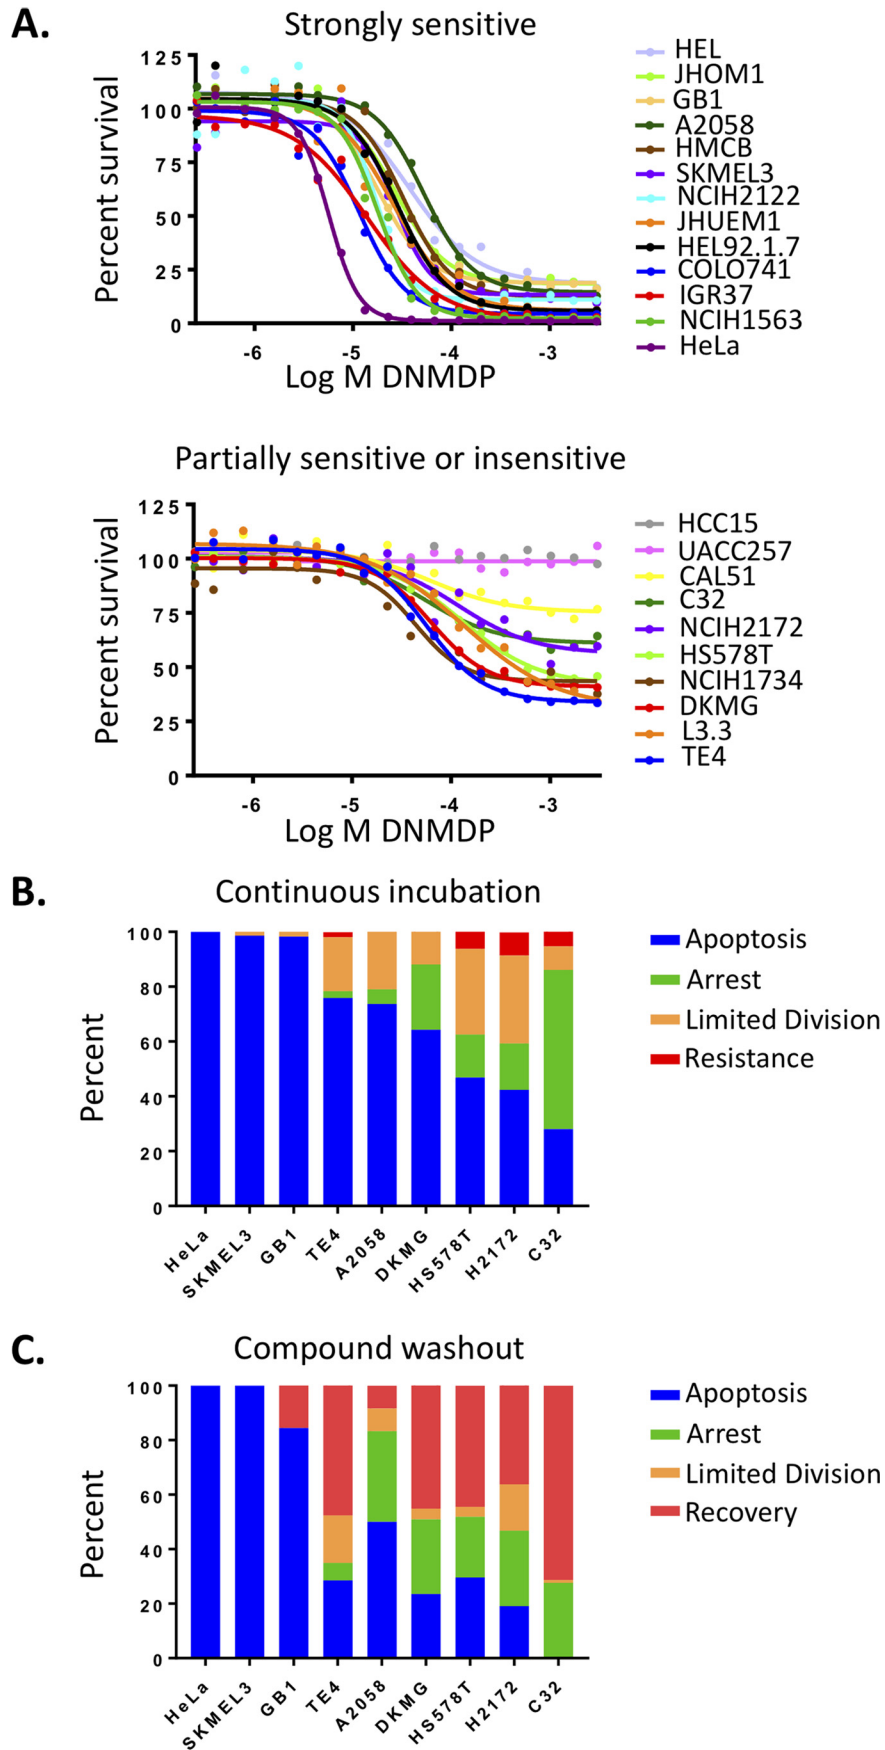 A.
Strongly sensitive
125
100
75
50
25
0
Percent survival
-6 -5 -4 -3
Log M DNMDP
HEL
JHOM1
GB1
A2058
HMCB
SKMEL3
NCIH2122
JHUEM1
HEL92.1.7
COLO741
IGR37
NCIH1563
HeLa
Partially sensitive or insensitive
125
100
75
50
25
0
Percent survival
-6 -5 -4 -3
Log M DNMDP
HCC15
UACC257
CAL51
C32
NCIH2172
HS578T
NCIH1734
DKMG
L3.3
TE4
B.
Continuous incubation
100
80
60
40
20
0
Percent
HeLa SKMEL3 GB1 TE4 A2058 DKMG HS578T H2172 C32
Apoptosis
Arrest
Limited Division
Resistance
C.
Compound washout
100
80
60
40
20
0
Percent
HeLa SKMEL3 GB1 TE4 A2058 DKMG HS578T H2172 C32
Apoptosis
Arrest
Limited Division
Recovery